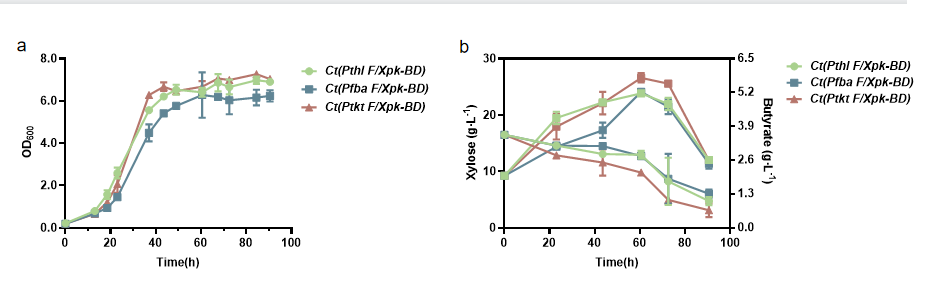 a
8.0
6.0
4.0
2.0
0.0
OD600
0 20 40 60 80 100
Time(h)
Ct(Pthl F/Xpk-BD)
Ct(Pfba F/Xpk-BD)
Ct(Ptkt F/Xpk-BD)
b
30
20
10
0
Xylose (g·L-1)
6.5
5.2
3.9
2.6
1.3
0.0
Butyrate (g·L-1)
0 20 40 60 80 100
Time(h)
Ct(Pthl F/Xpk-BD)
Ct(Pfba F/Xpk-BD)
Ct(Ptkt F/Xpk-BD)